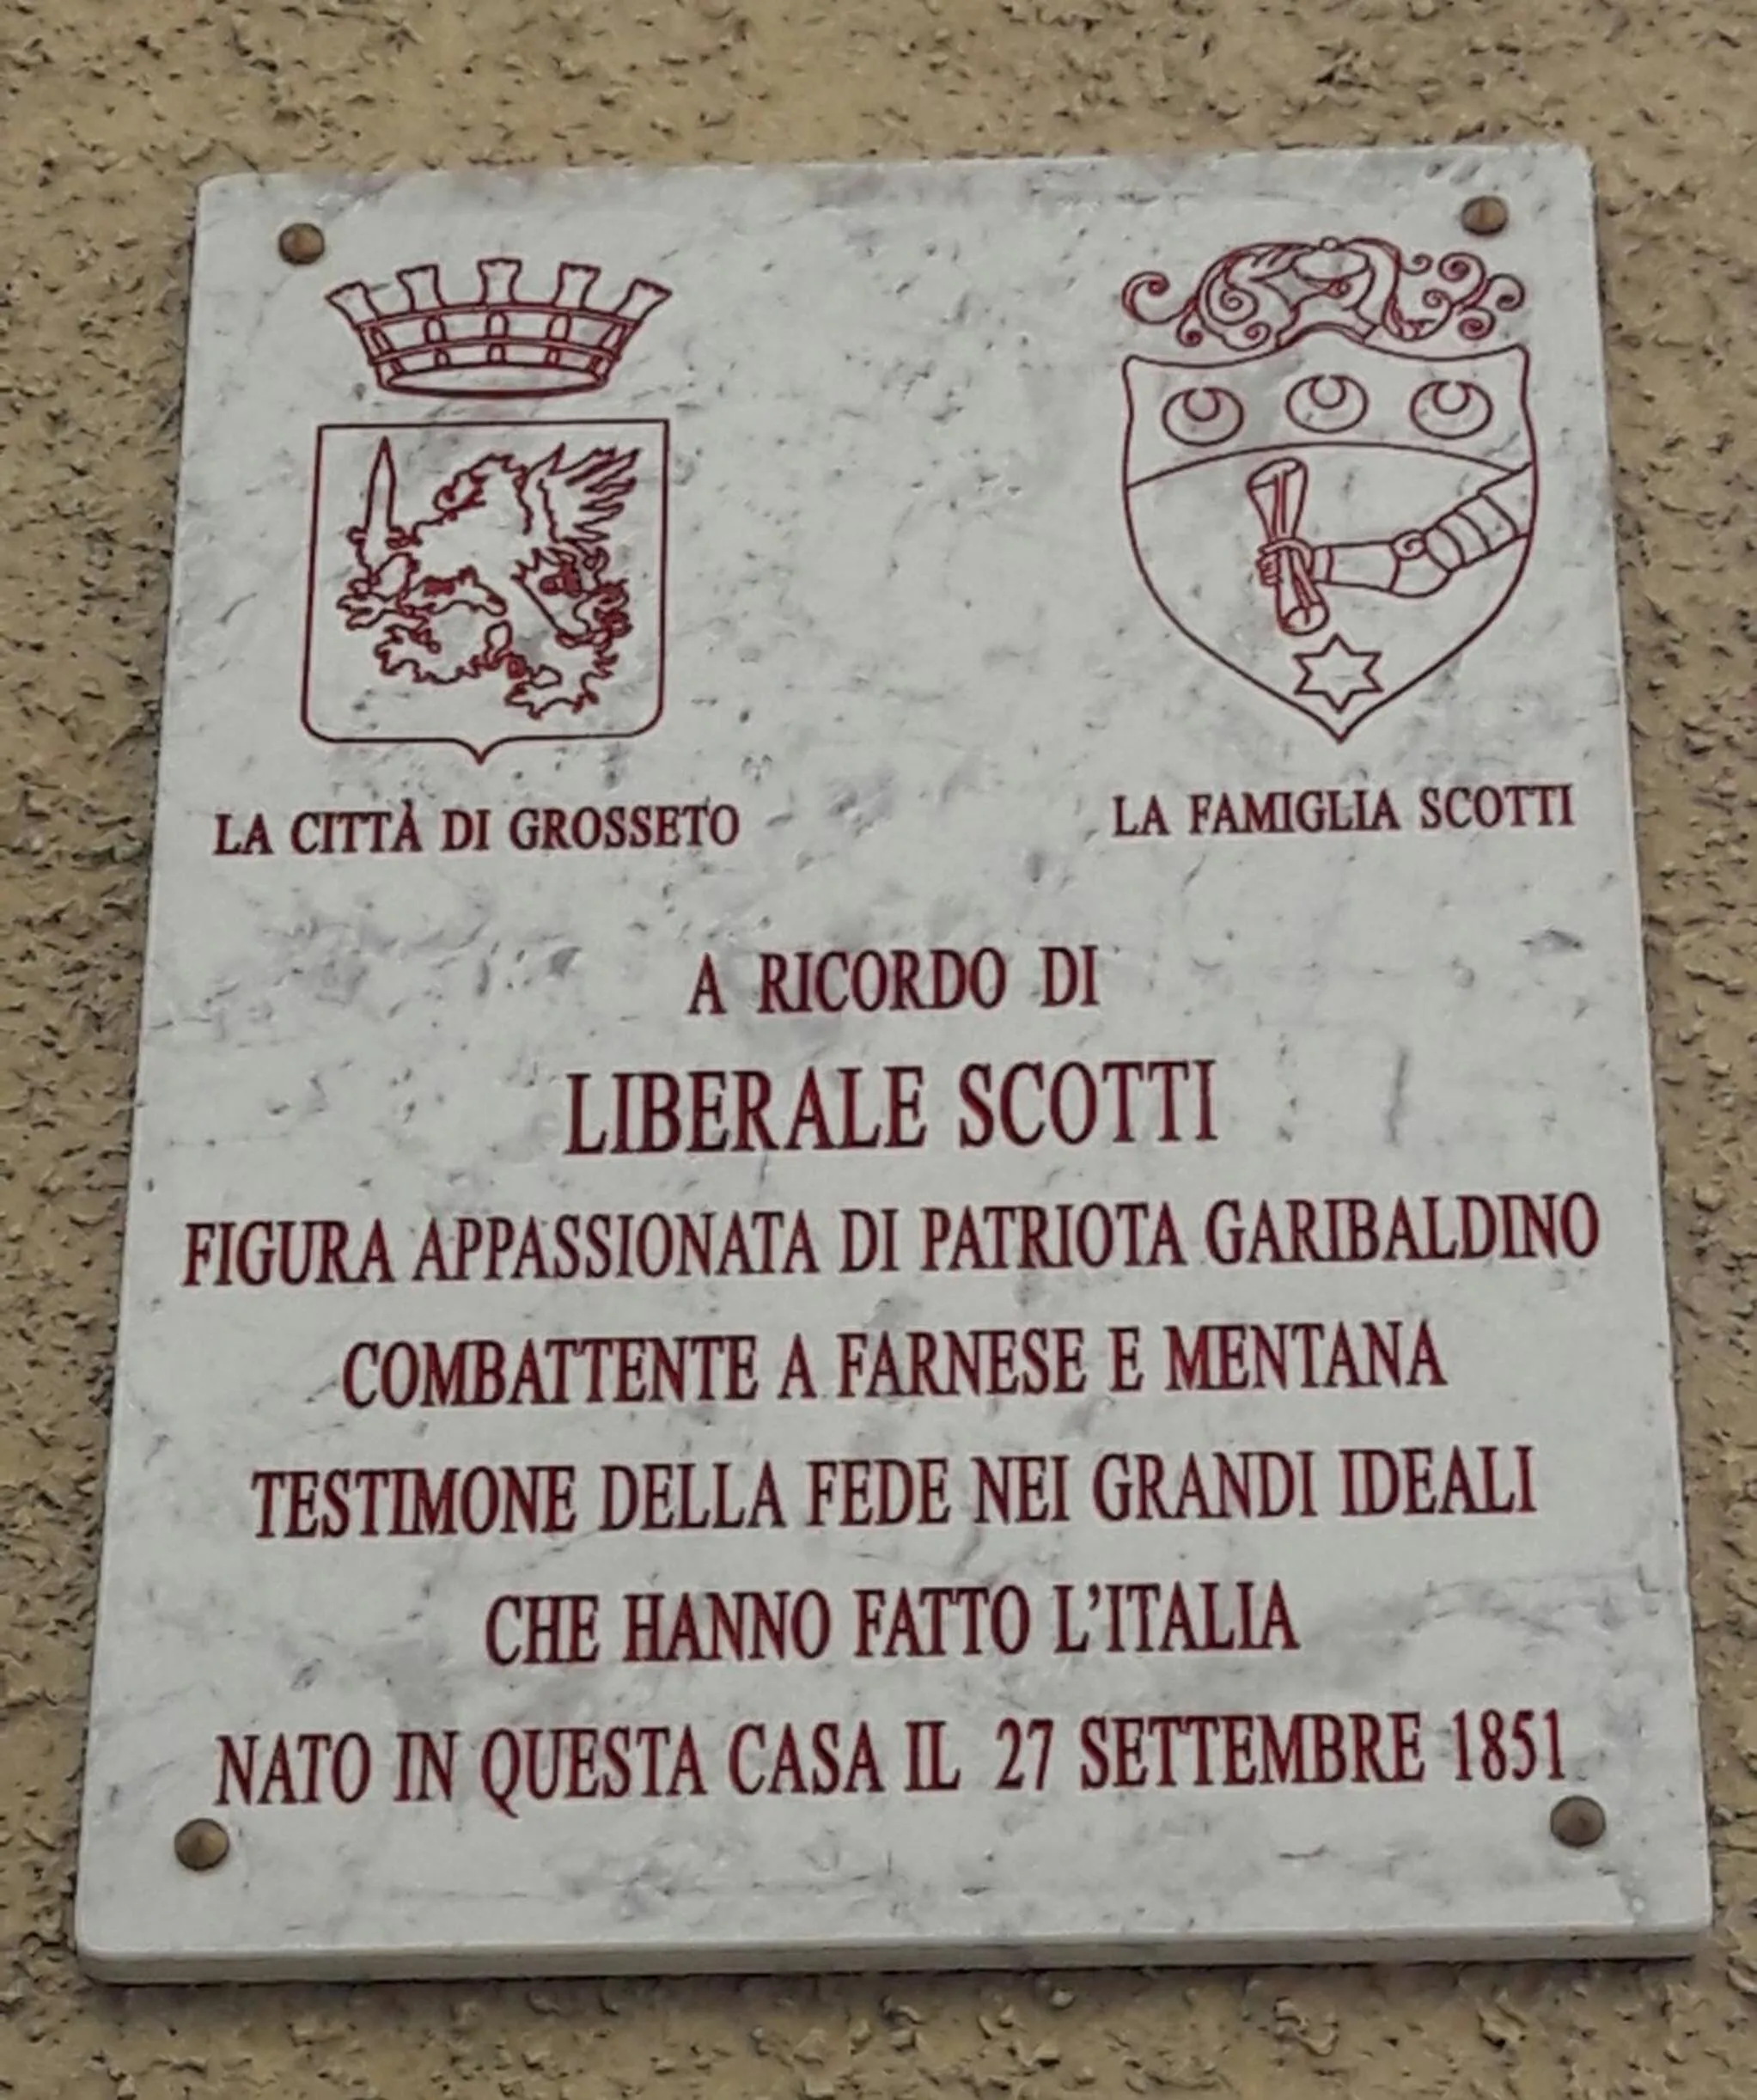 LA CITTÀ DI GROSSETO
LA FAMIGLIA SCOTTI
A RICORDO DI
LIBERALE SCOTTI
FIGURA APPASSIONATA DI PATRIOTA GARIBALDINO
COMBATTENTE A FARNESE E MENTANA
TESTIMONE DELLA FEDE NEI GRANDI IDEALI
CHE HANNO FATTO L'ITALIA
NATO IN QUESTA CASA IL 27 SETTEMBRE 1851